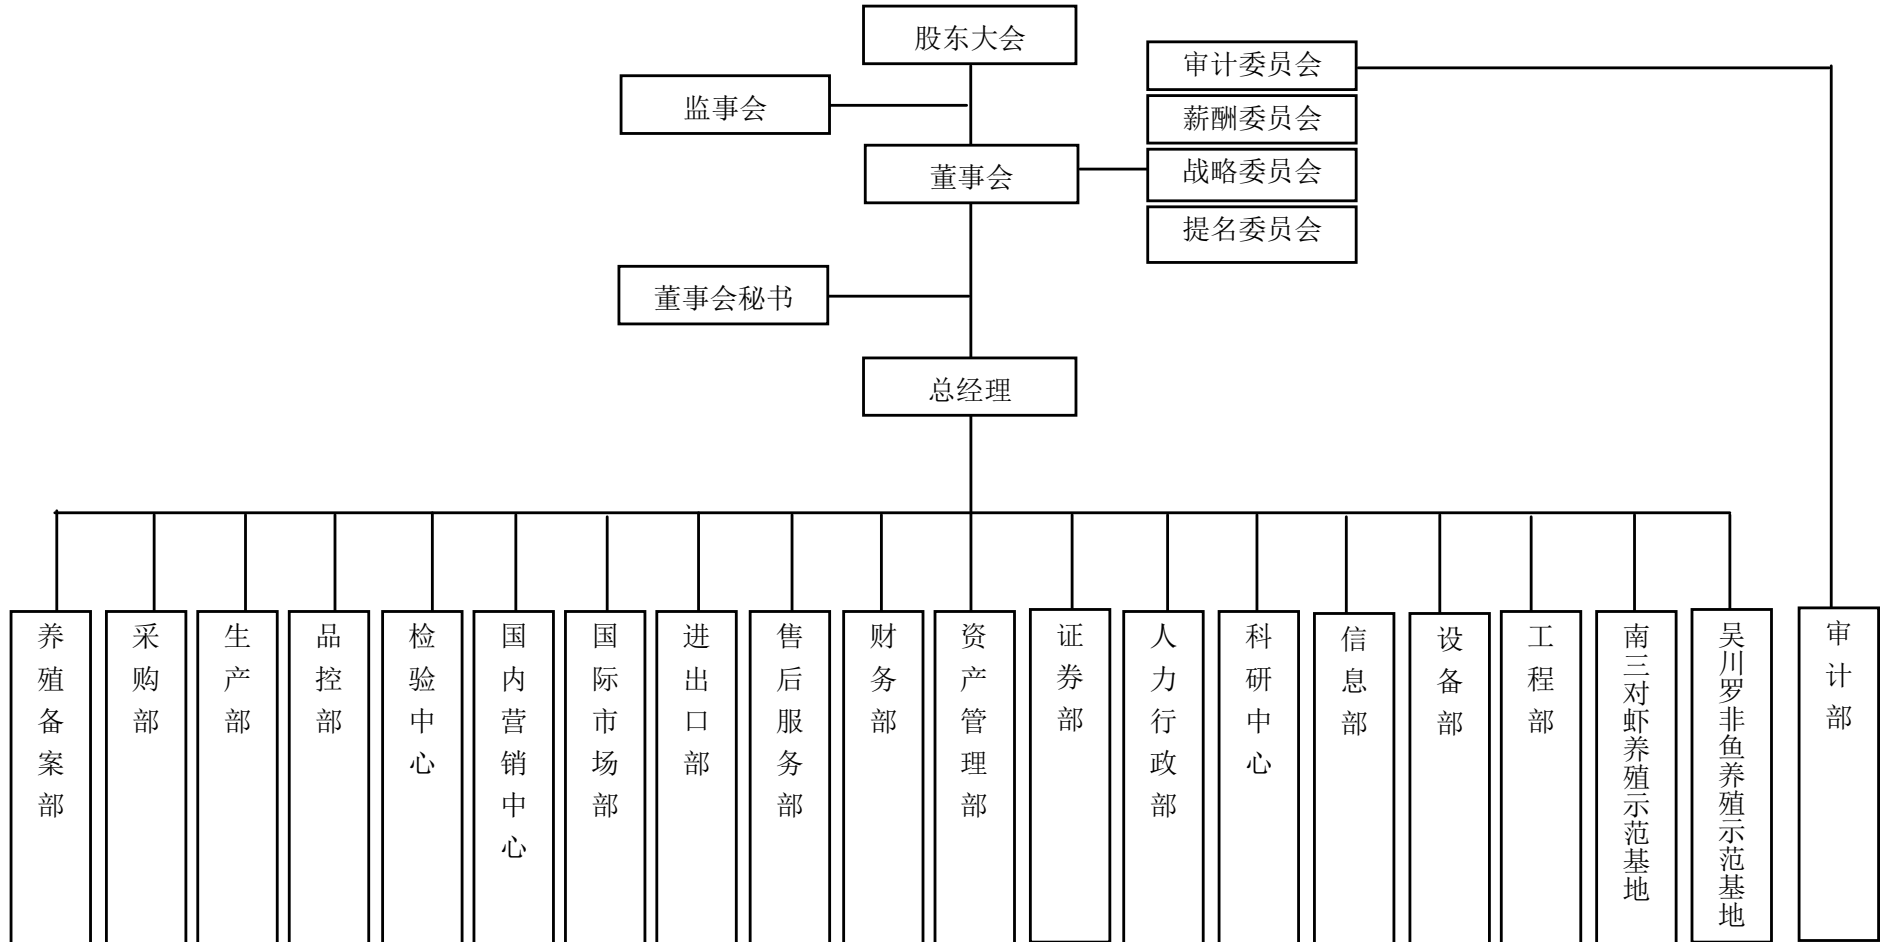 股东大会
审计委员会
监事会
薪酬委员会
董事会
战略委员会
提名委员会
董事会秘书
总经理
养殖备案部
采购部
生产部
品控部
检验中心
国内营销中心
国际市场部
进出口部
售后服务部
财务部
资产管理部
证券部
人力行政部
科研中心
信息部
设备部
工程部
南三对虾养殖示范基地
吴川罗非鱼养殖示范基地
审计部